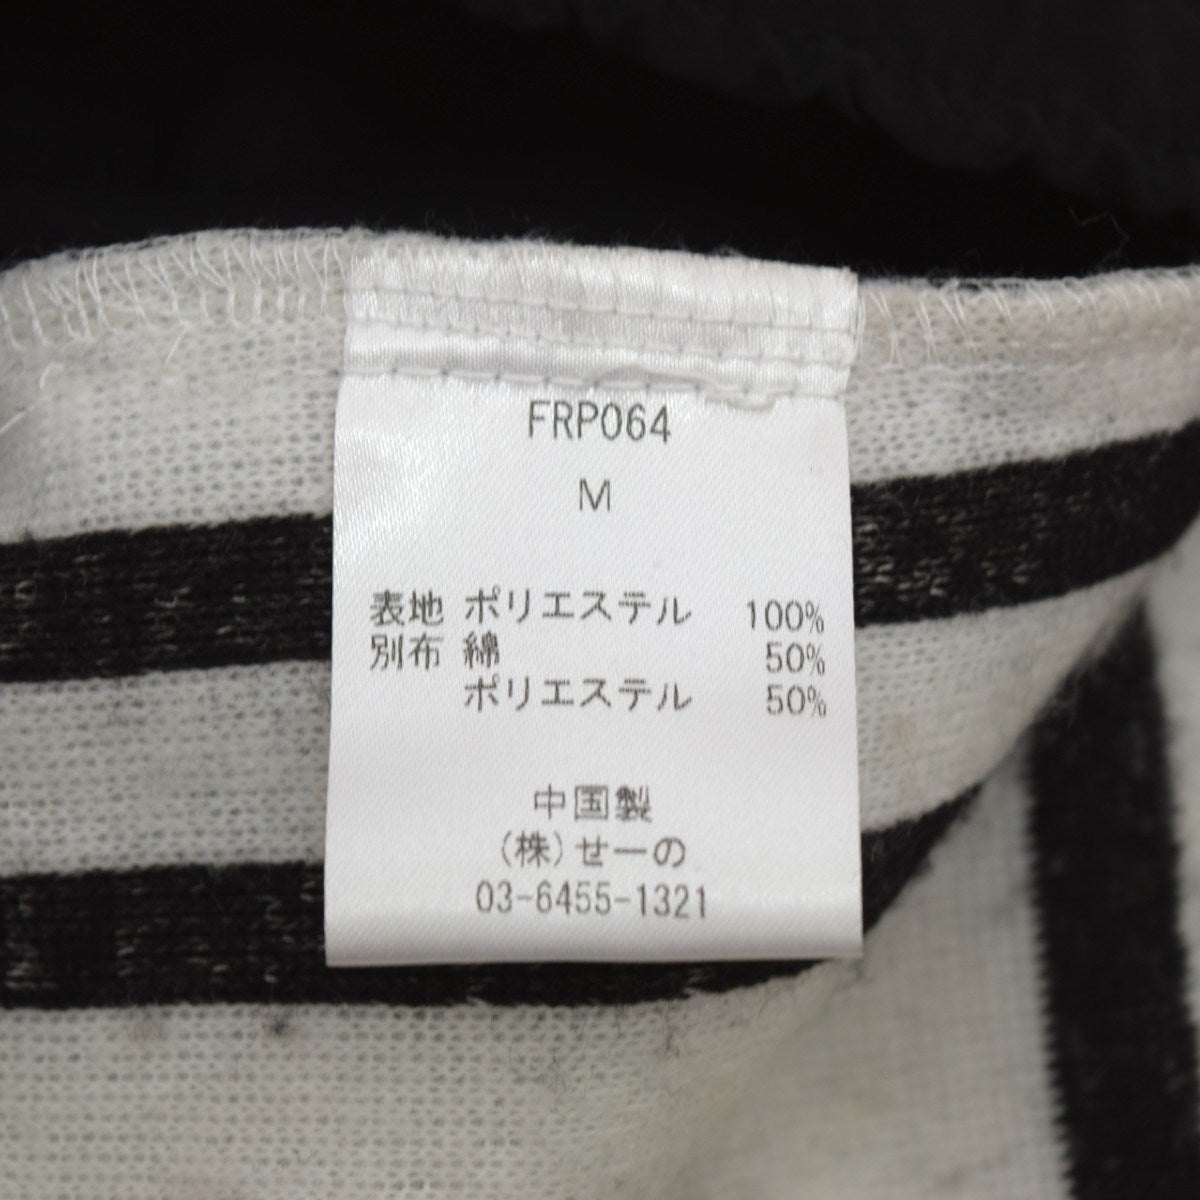 FRP064
M
表地 ポリエステル 100%
別布 綿 50%
ポリエステル 50%
中国製
(株)せーの
03-6455-1321